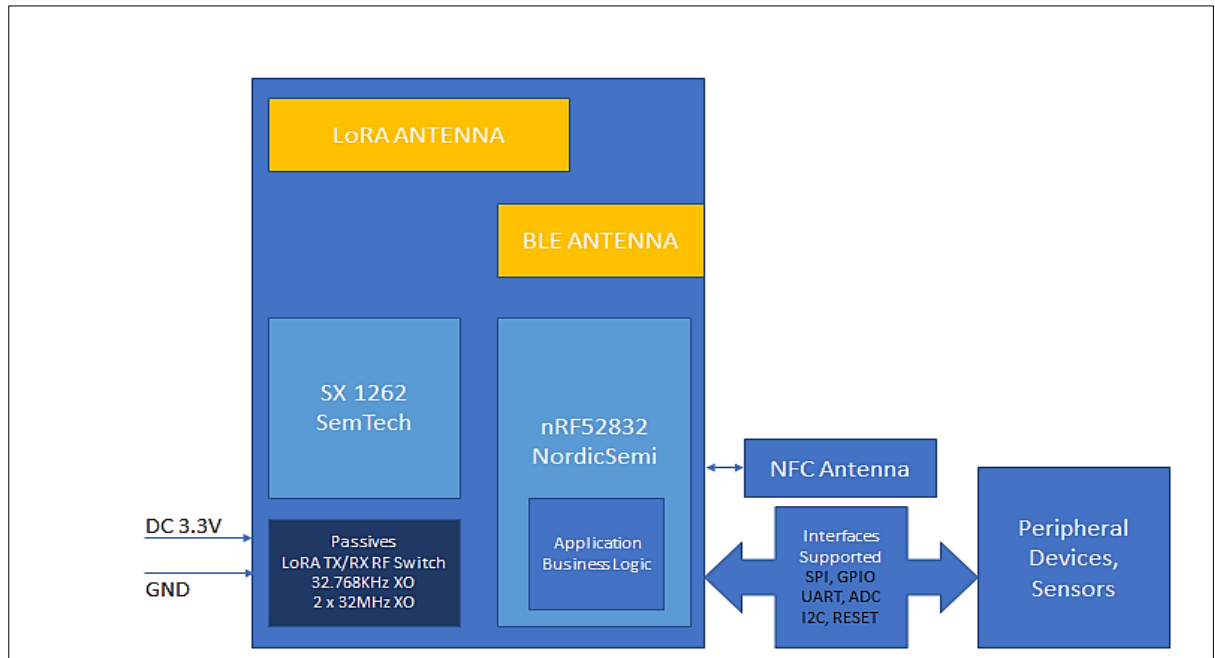 LoRA ANTENNA
BLE ANTENNA
SX 1262
SemTech
nRF52832
NordicSemi
Application
Business Logic
Passives
LoRA TX/RX RF Switch
32.768KHz XO
2 x 32MHz XO
DC 3.3V
GND
NFC Antenna
Interfaces
Supported
SPI, GPIO
UART, ADC
I2C, RESET
Peripheral
Devices,
Sensors